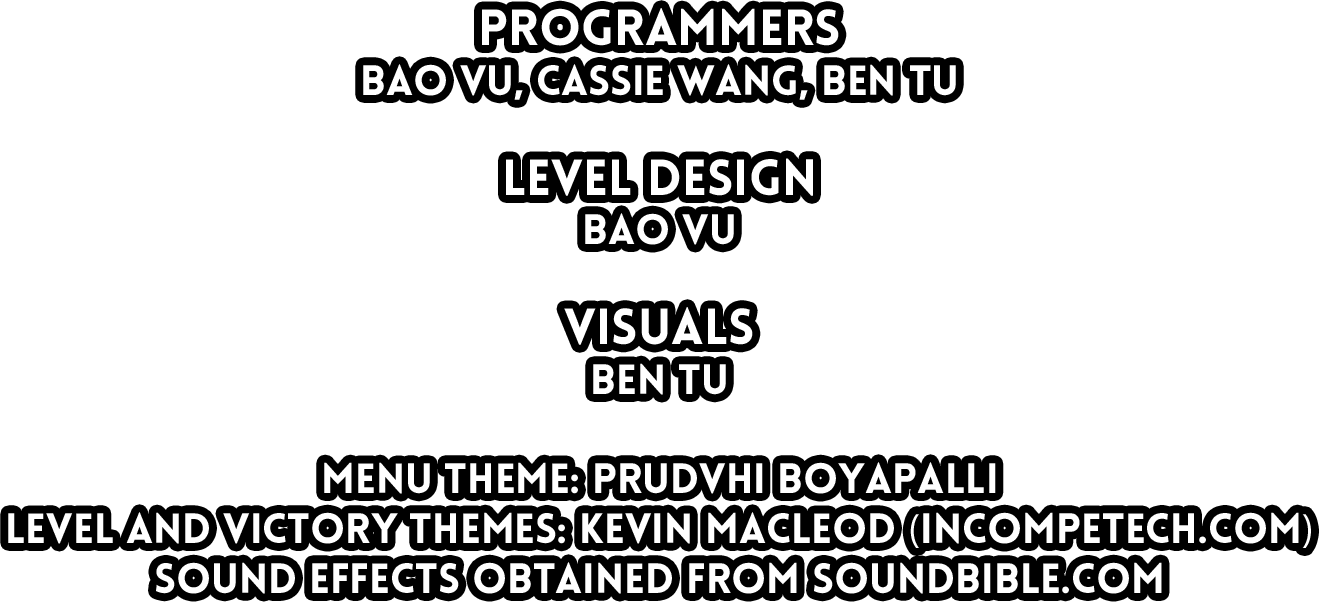 PROGRAMMERS
BAO VU, CASSIE WANG, BEN TU
LEVEL DESIGN
BAO VU
VISUALS
BEN TU
MENU THEME: PRUDVHI BOYAPALLI
LEVEL AND VICTORY THEMES: KEVIN MACLEOD (INCOMPETECH.COM)
SOUND EFFECTS OBTAINED FROM SOUNDBIBLE.COM